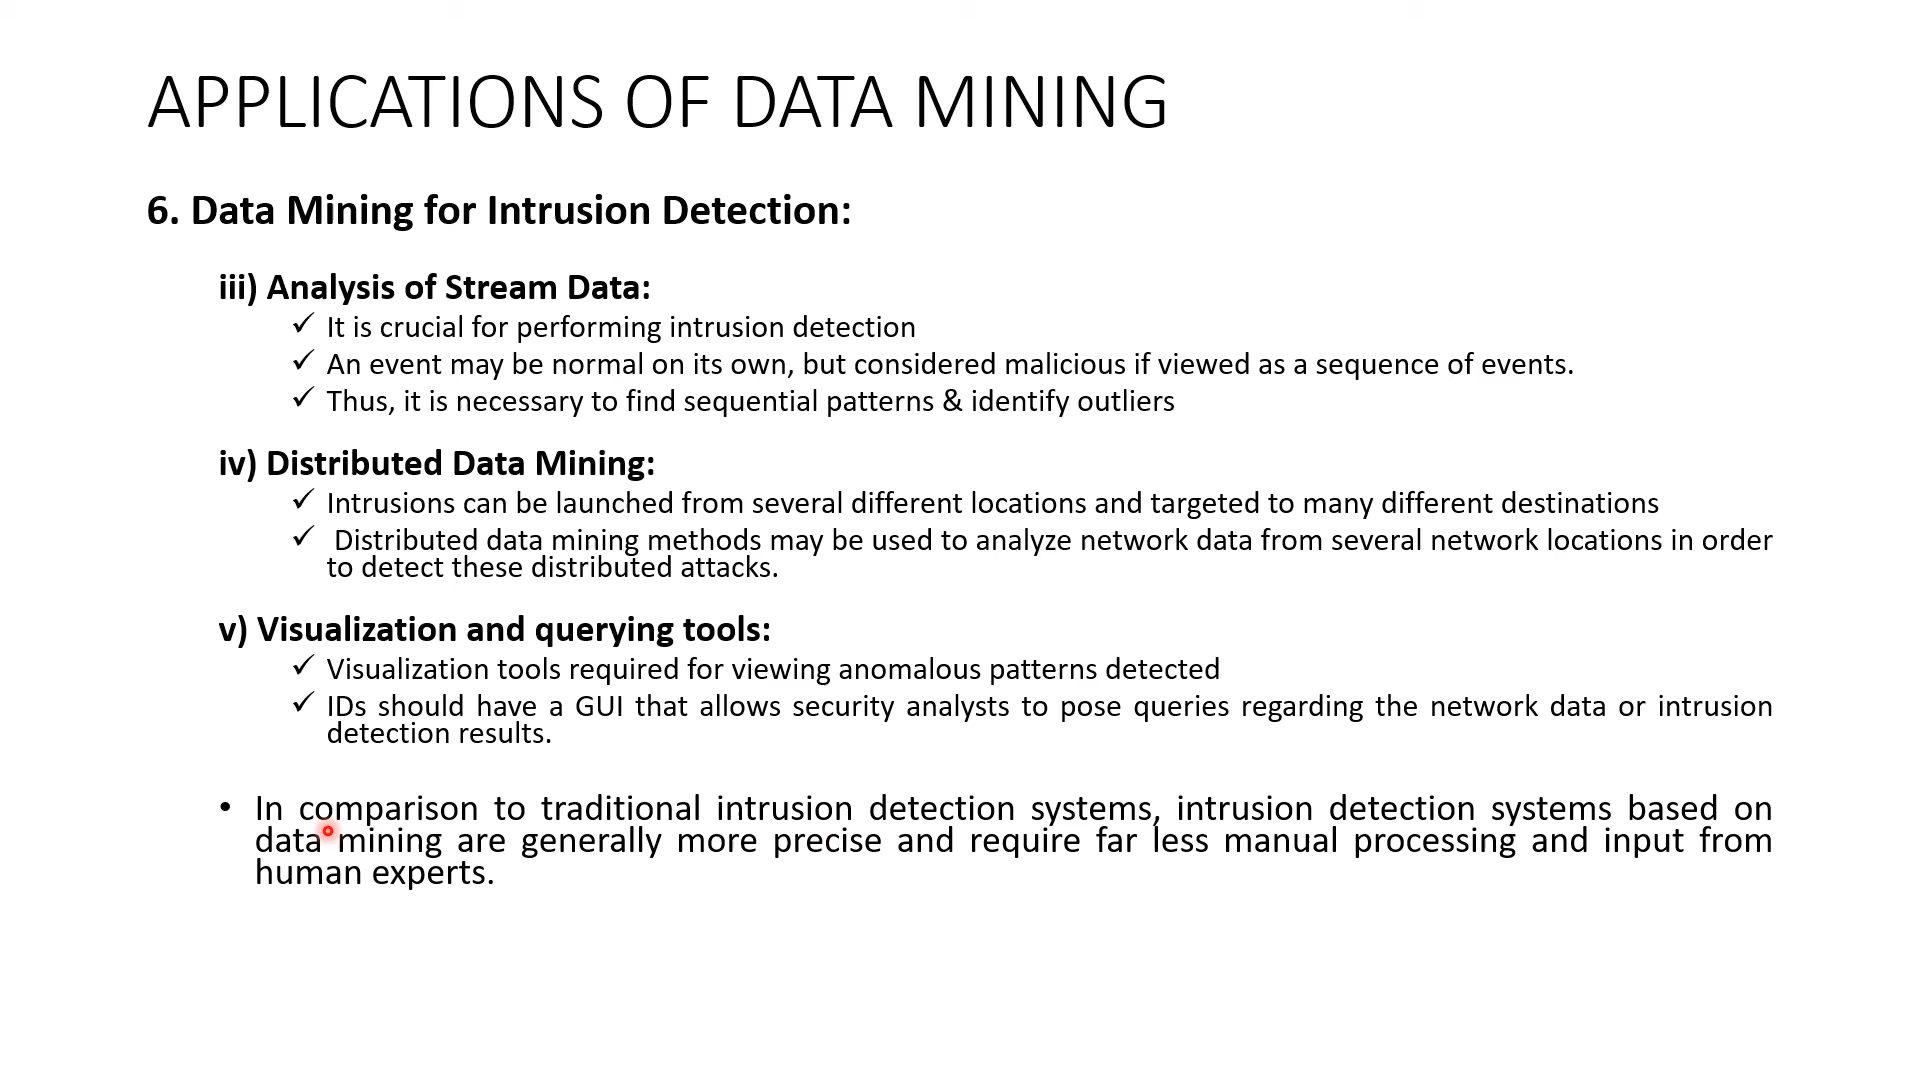 APPLICATIONS OF DATA MINING
6. Data Mining for Intrusion Detection:
iii) Analysis of Stream Data:
✓ It is crucial for performing intrusion detection
✓ An event may be normal on its own, but considered malicious if viewed as a sequence of events.
✓ Thus, it is necessary to find sequential patterns & identify outliers
iv) Distributed Data Mining:
✓ Intrusions can be launched from several different locations and targeted to many different destinations
✓ Distributed data mining methods may be used to analyze network data from several network locations in order
to detect these distributed attacks.
v) Visualization and querying tools:
✓ Visualization tools required for viewing anomalous patterns detected
✓ IDs should have a GUI that allows security analysts to pose queries regarding the network data or intrusion
detection results.
• In comparison to traditional intrusion detection systems, intrusion detection systems based on
data mining are generally more precise and require far less manual processing and input from
human experts.